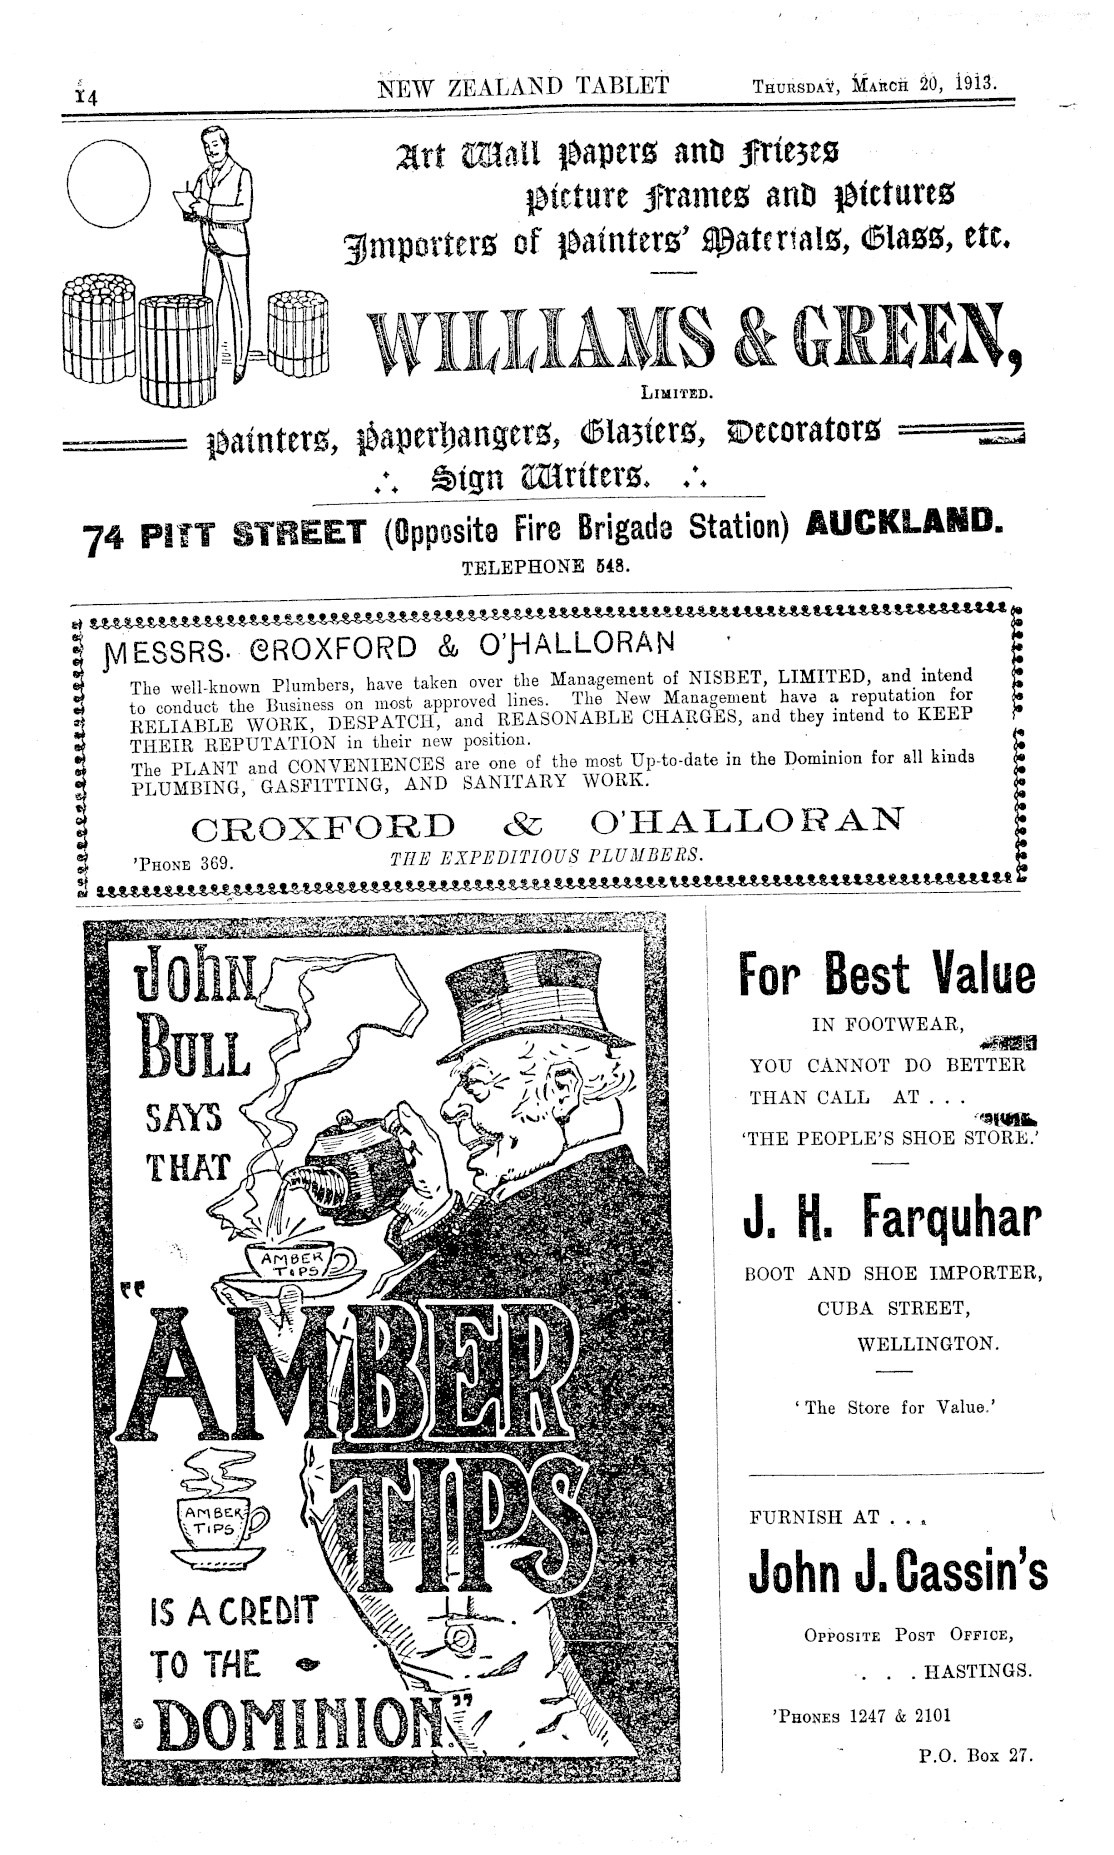 14
NEW ZEALAND TABLET
Thursday, March 20, 1913.
Art Wall Papers and Friezes
Picture Frames and Pictures
Importers of Painters' Materials, Glass, etc.
WILLIAMS & GREEN,
Limited.
Painters, Paperhangers, Glaziers, Decorators
∴ Sign Writers. ∴
74 PITT STREET (Opposite Fire Brigade Station) AUCKLAND.
TELEPHONE 548.
MESSRS. CROXFORD & O'HALLORAN
The well-known Plumbers, have taken over the Management of NISBET, LIMITED, and intend
to conduct the Business on most approved lines. The New Management have a reputation for
RELIABLE WORK, DESPATCH, and REASONABLE CHARGES, and they intend to KEEP
THEIR REPUTATION in their new position.
The PLANT and CONVENIENCES are one of the most Up-to-date in the Dominion for all kinds
PLUMBING, GASFITTING, AND SANITARY WORK.
CROXFORD & O'HALLORAN
'Phone 369.
THE EXPEDITIOUS PLUMBERS.
JOHN
BULL
SAYS
THAT
AMBER
TIPS
"AMBER
TIPS
AMBER
TIPS
IS A CREDIT
TO THE
DOMINION."
For Best Value
IN FOOTWEAR,
YOU CANNOT DO BETTER
THAN CALL AT . . .
'THE PEOPLE'S SHOE STORE.'
J. H. Farquhar
BOOT AND SHOE IMPORTER,
CUBA STREET,
WELLINGTON.
'The Store for Value.'
FURNISH AT . . .
John J. Cassin's
Opposite Post Office,
. . . HASTINGS.
'Phones 1247 & 2101
P.O. Box 27.